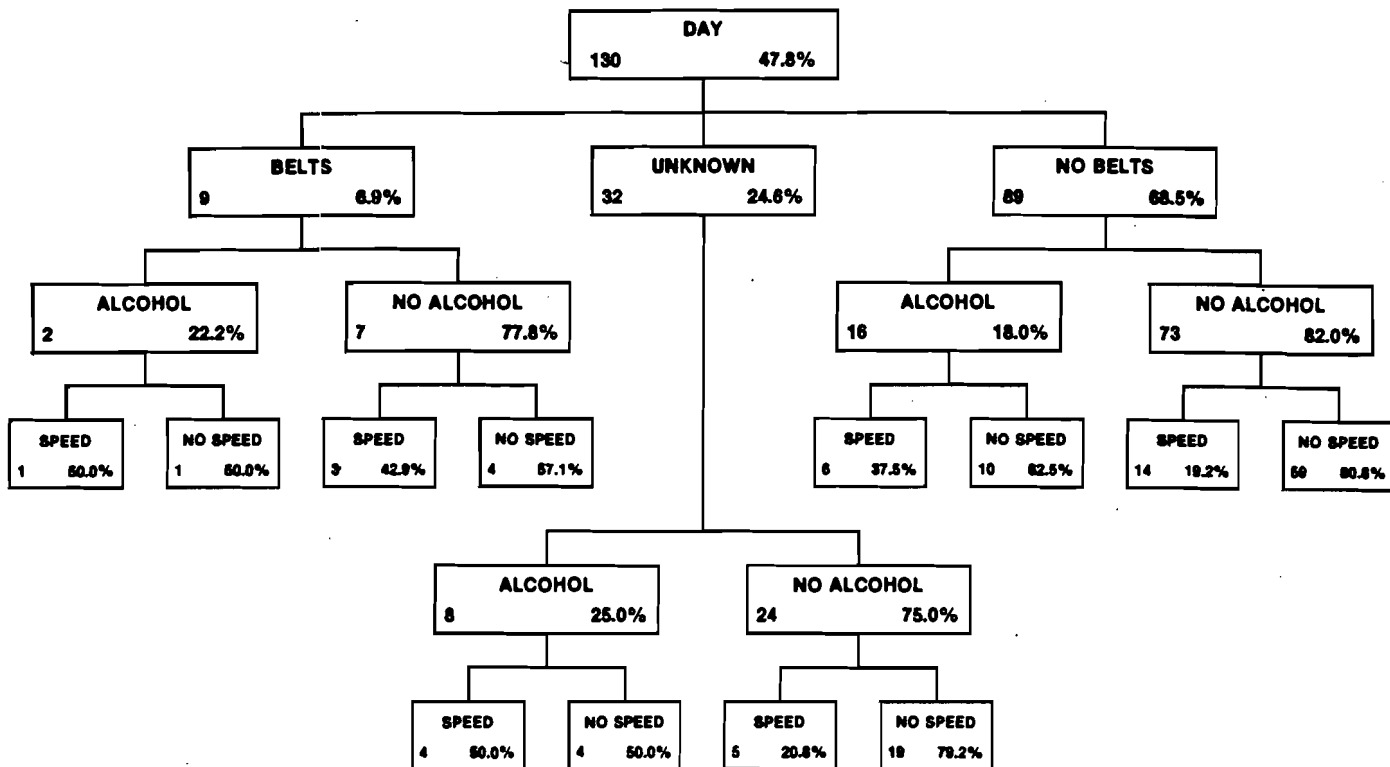 DAY
130 47.8%
BELTS
9 6.9%
UNKNOWN
32 24.6%
NO BELTS
89 68.5%
ALCOHOL
2 22.2%
NO ALCOHOL
7 77.8%
ALCOHOL
16 18.0%
NO ALCOHOL
73 82.0%
SPEED
1 50.0%
NO SPEED
1 50.0%
SPEED
3 42.9%
NO SPEED
4 57.1%
SPEED
6 37.5%
NO SPEED
10 62.5%
SPEED
14 19.2%
NO SPEED
59 80.8%
ALCOHOL
8 25.0%
NO ALCOHOL
24 75.0%
SPEED
4 50.0%
NO SPEED
4 50.0%
SPEED
5 20.8%
NO SPEED
19 79.2%